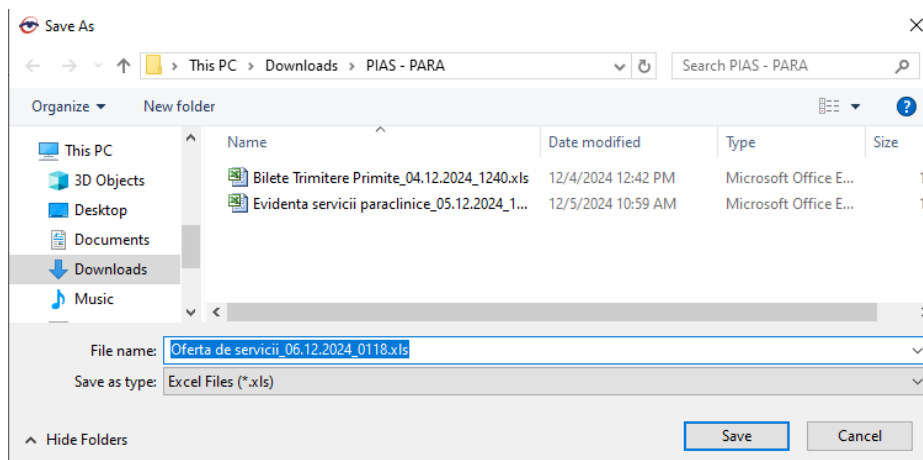 Save As
This PC > Downloads > PIAS - PARA
Search PIAS - PARA
Organize
New folder
?
Name
Date modified
Type
Size
This PC
3D Objects
Desktop
Documents
Downloads
Music
Bilete Trimitere Primite_04.12.2024_1240.xls 12/4/2024 12:42 PM Microsoft Office E... 1
Evidenta servicii paraclinice_05.12.2024_1... 12/5/2024 10:59 AM Microsoft Office E... 1
File name: Oferta de servicii_06.12.2024_0118.xls
Save as type: Excel Files (*.xls)
Hide Folders
Save
Cancel